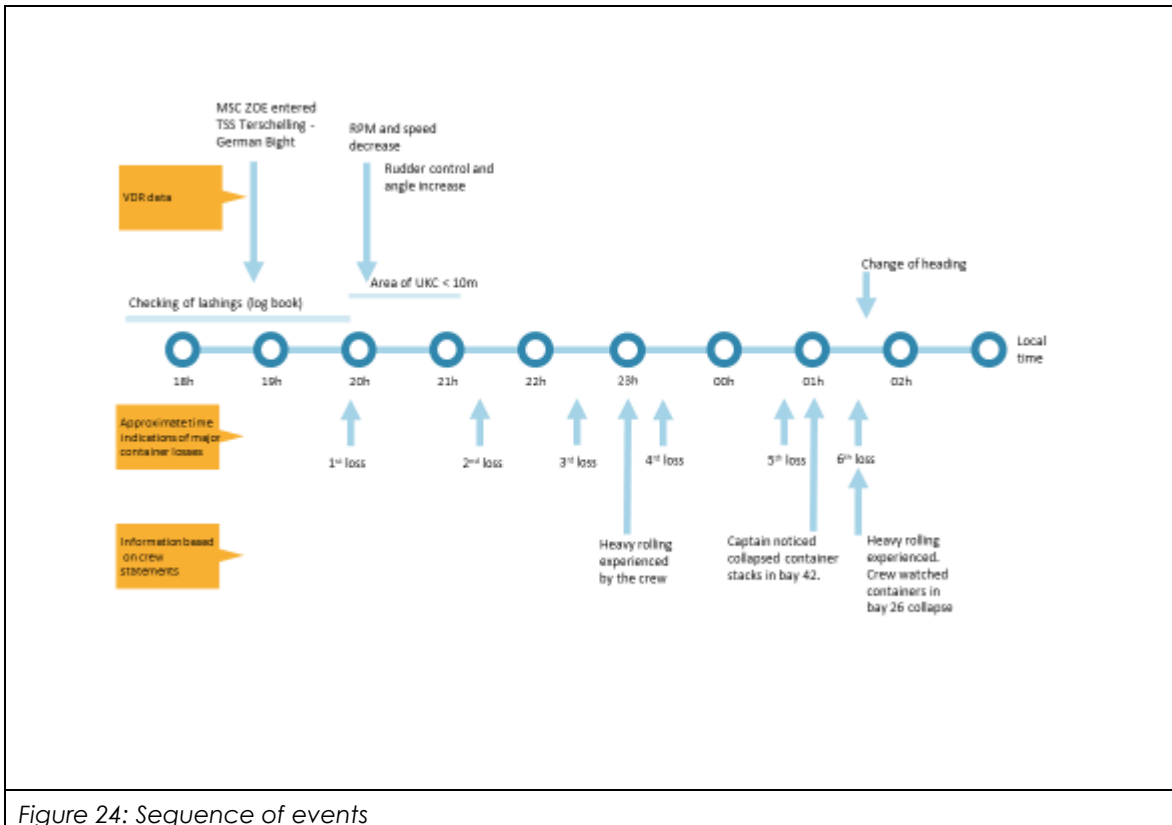 MSC ZOE entered
TSS Terschelling -
German Bight
RPM and speed
decrease
Rudder control and
angle increase
VDR data
Change of heading
Area of UKC < 10m
Checking of lashings (log book)
Local
time
18h
19h
20h
21h
22h
23h
00h
01h
02h
Approximate time
indications of major
container losses
1st loss
2nd loss
3rd loss
4rd loss
5th loss
6th loss
Information based
on crew
statements
Heavy rolling
experienced
by the crew
Captain noticed
collapsed container
stacks in bay 42.
Heavy rolling
experienced.
Crew watched
containers in
bay 26 collapse
Figure 24: Sequence of events